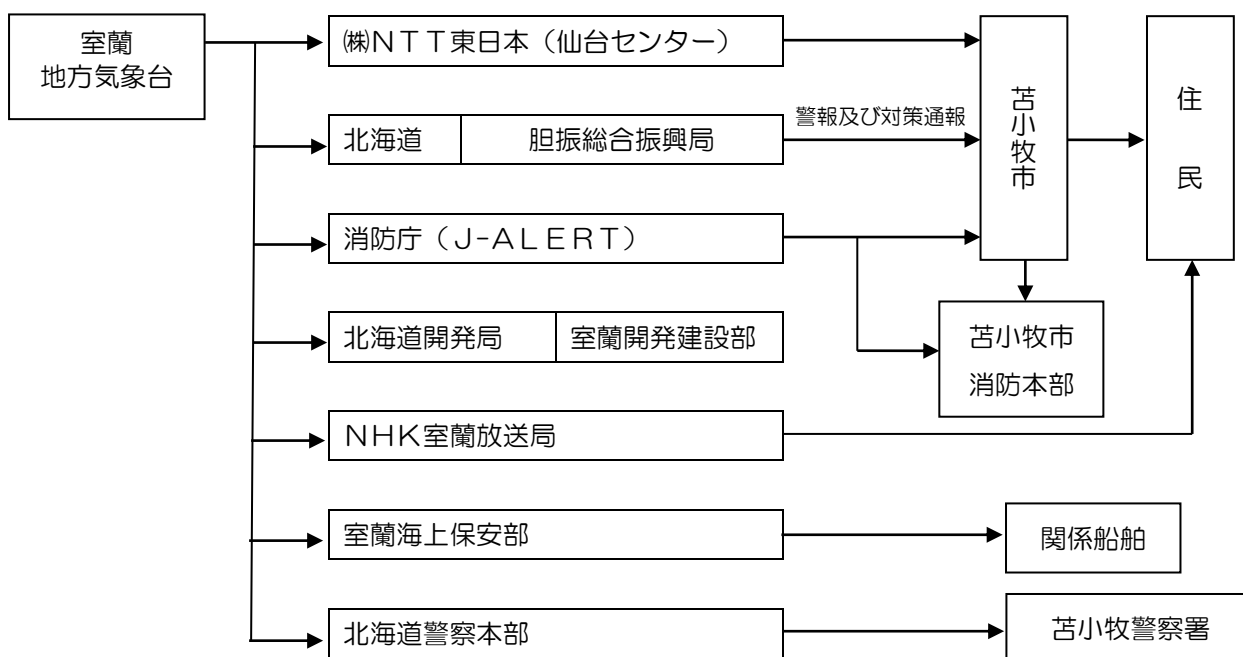 室蘭
地方気象台
㈱NTT東日本（仙台センター）
北海道
胆振総合振興局
警報及び対策通報
苫小牧市
住民
消防庁（J-ALERT）
北海道開発局
室蘭開発建設部
苫小牧市
消防本部
NHK室蘭放送局
室蘭海上保安部
関係船舶
北海道警察本部
苫小牧警察署